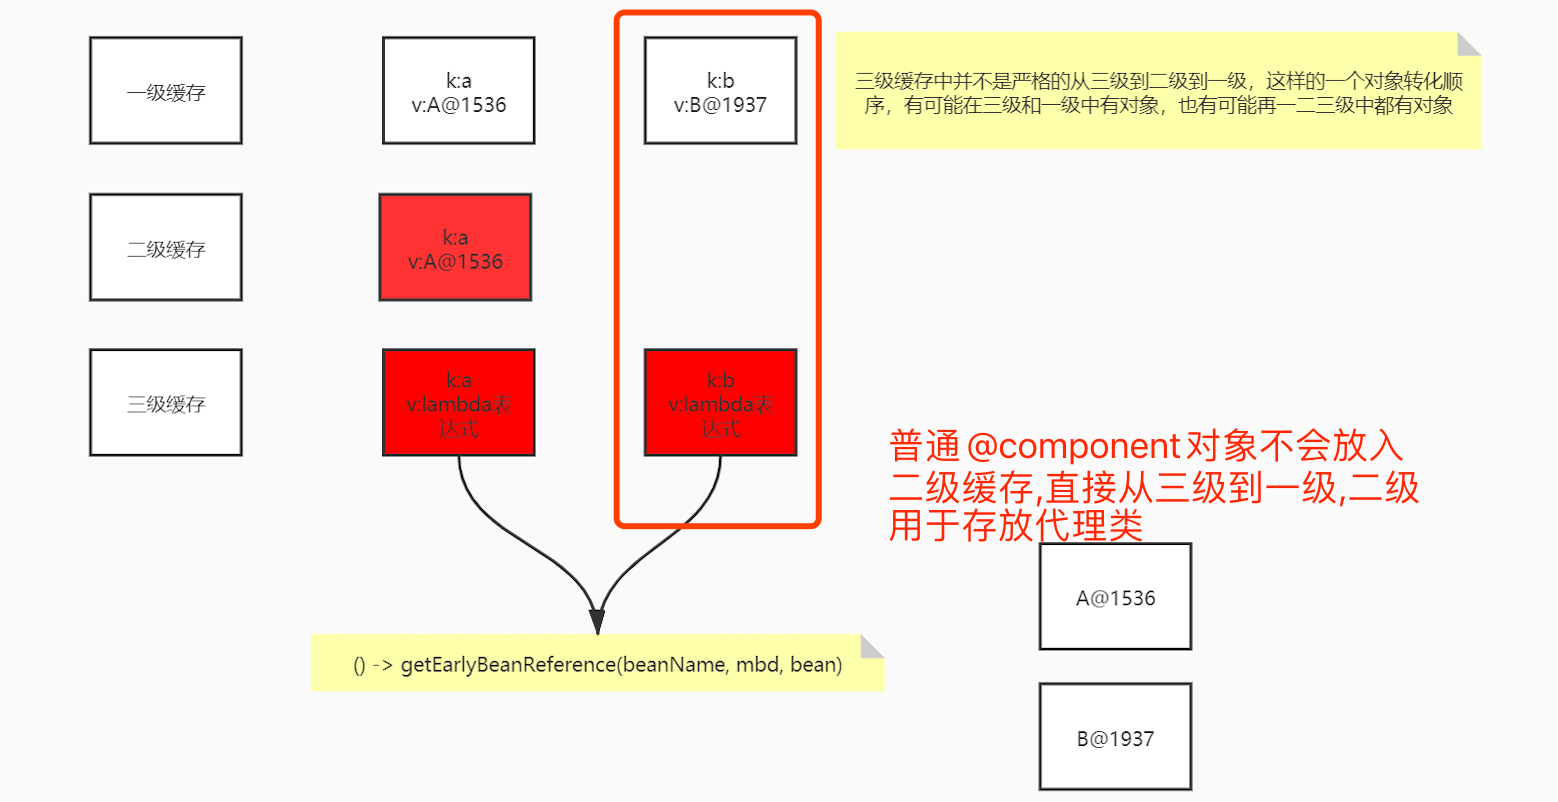 一级缓存
k:a
v:A@1536
k:b
v:B@1937
三级缓存中并不是严格的从三级到二级到一级，这样的一个对象转化顺
序，有可能在三级和一级中有对象，也有可能再一二三级中都有对象
二级缓存
k:a
v:A@1536
三级缓存
k:a
v:lambda表
达式
k:b
v:lambda表
达式
普通@component对象不会放入
二级缓存,直接从三级到一级,二级
用于存放代理类
A@1536
() -> getEarlyBeanReference(beanName, mbd, bean)
B@1937